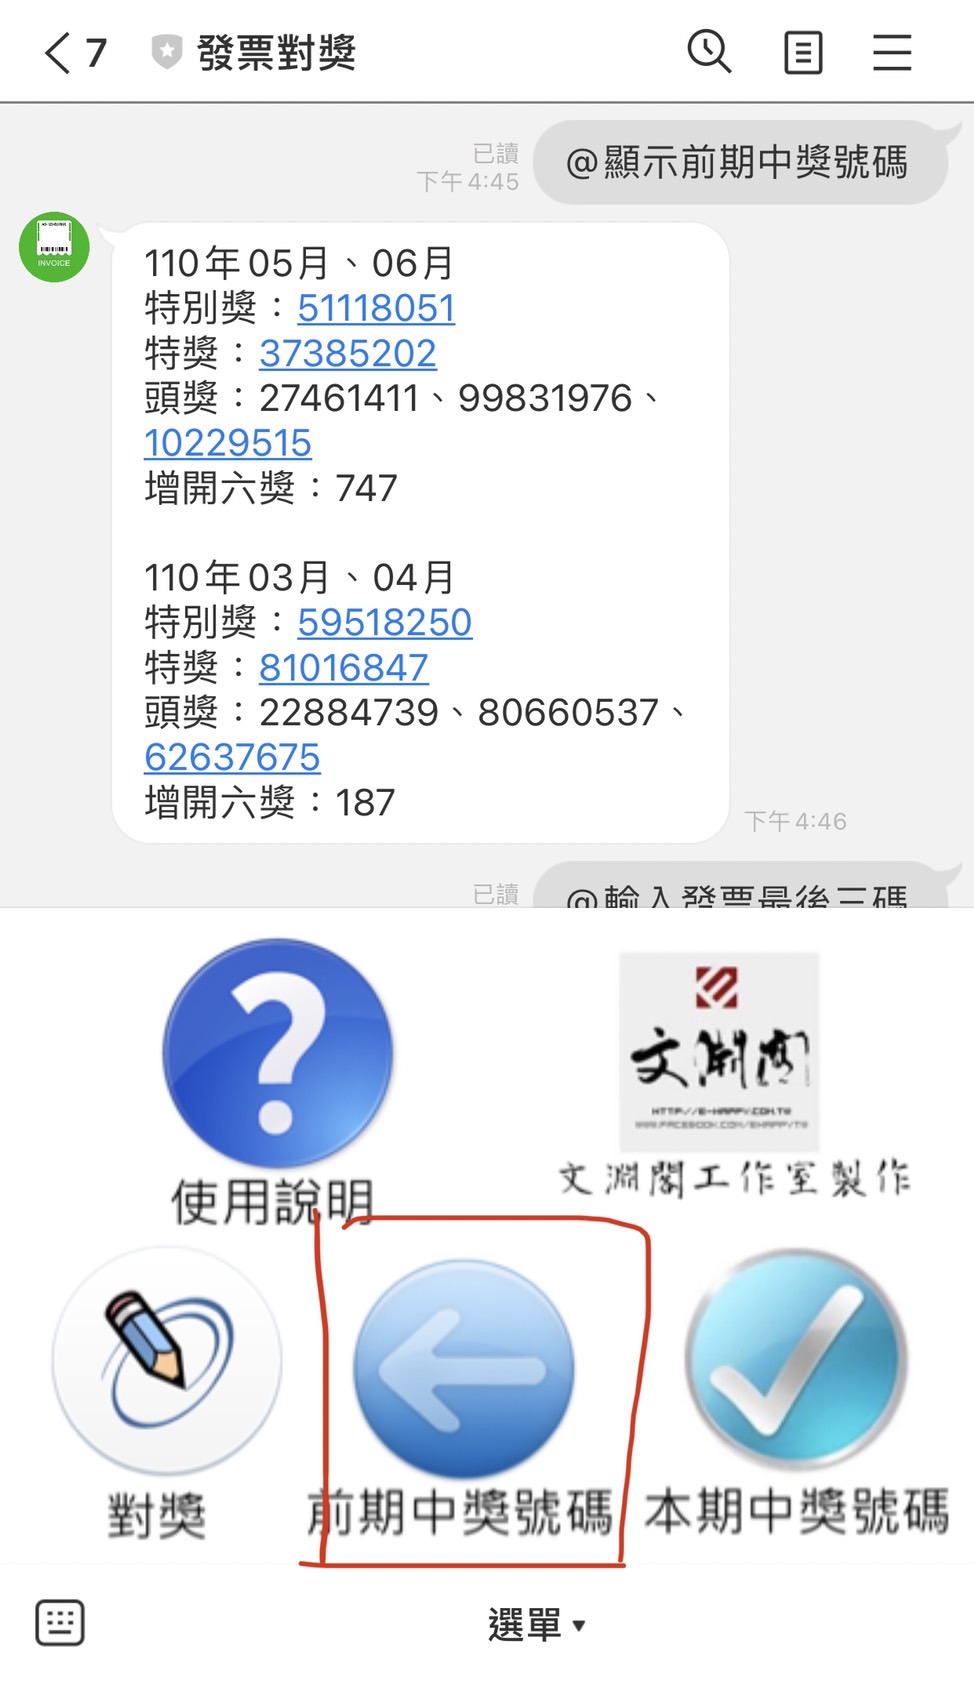 7 發票對獎
已讀
下午 4:45
@顯示前期中獎號碼
INVOICE
110年05月、06月
特別獎：51118051
特獎：37385202
頭獎：27461411、99831976、
10229515
增開六獎：747
110年03月、04月
特別獎：59518250
特獎：81016847
頭獎：22884739、80660537、
62637675
增開六獎：187
下午 4:46
已讀
@輸入發票最後三碼
文淵閣
HTTP://E-HAPPY.COM.TW
WWW.FACEBOOK.COM/EHAPPYTW
使用說明
文淵閣工作室製作
對獎
前期中獎號碼
本期中獎號碼
選單